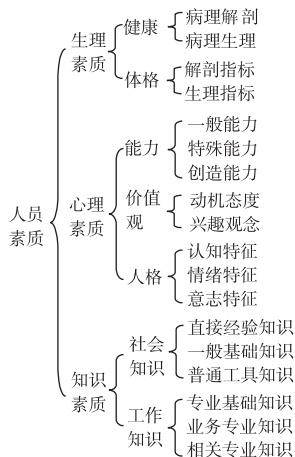 人员
素质
生理
素质
健康
病理解剖
病理生理
体格
解剖指标
生理指标
心理
素质
能力
一般能力
特殊能力
创造能力
价值
观
动机态度
兴趣观念
人格
认知特征
情绪特征
意志特征
知识
素质
社会
知识
直接经验知识
一般基础知识
普通工具知识
工作
知识
专业基础知识
业务专业知识
相关专业知识